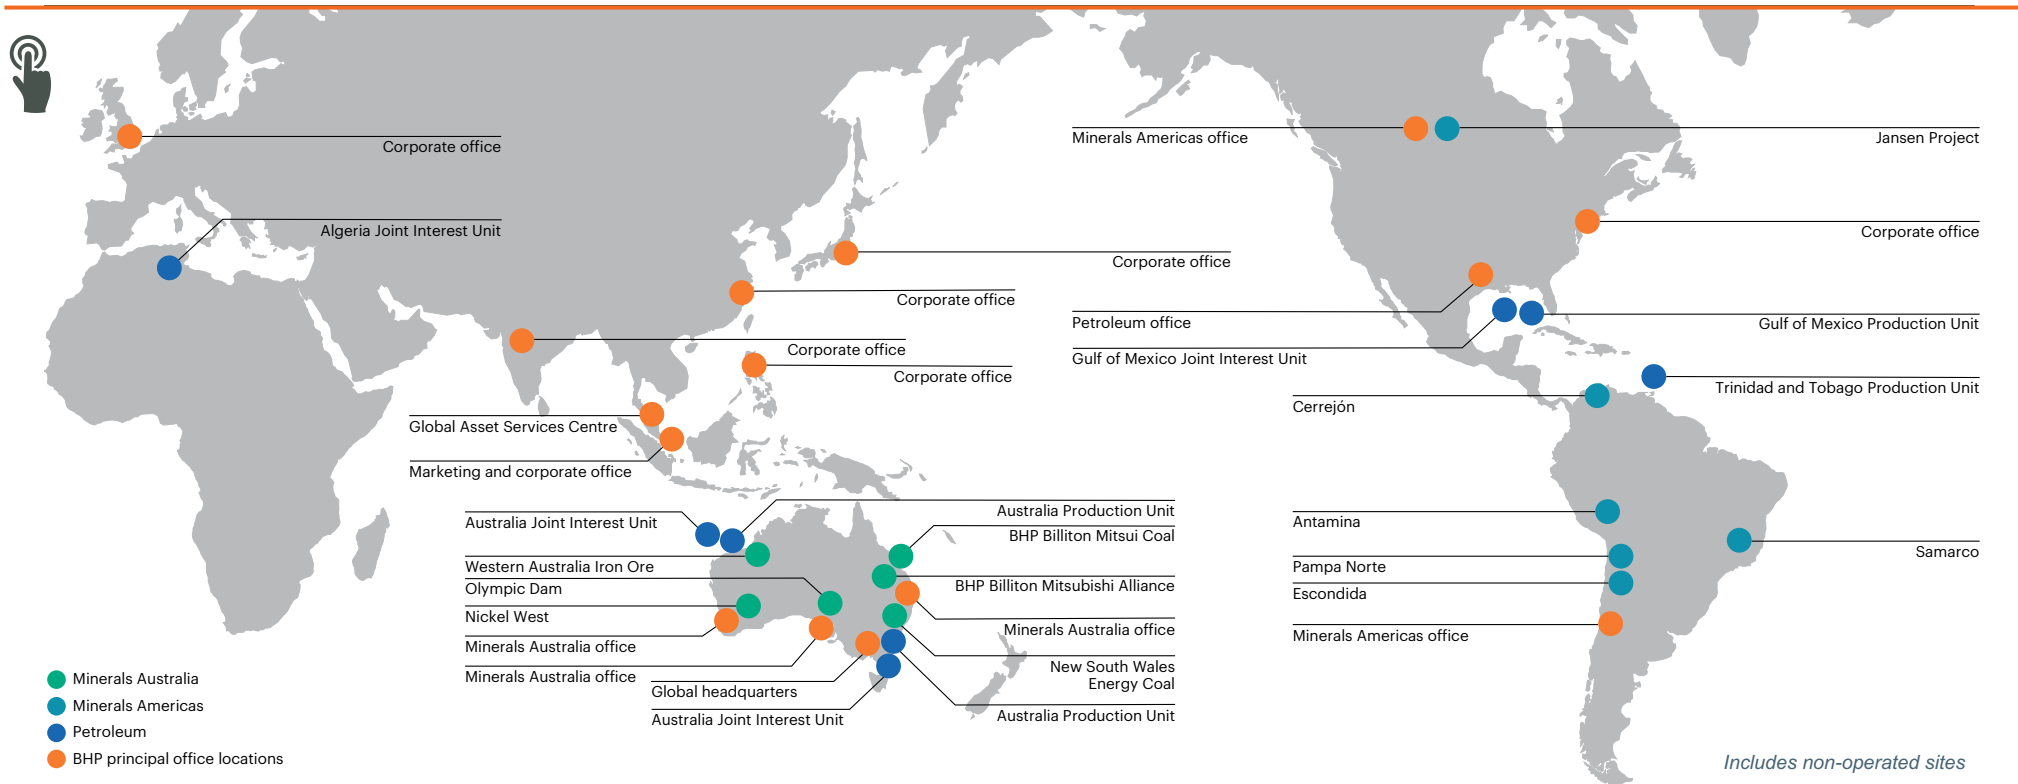 Corporate office
Algeria Joint Interest Unit
Corporate office
Corporate office
Corporate office
Corporate office
Global Asset Services Centre
Marketing and corporate office
Australia Joint Interest Unit
Western Australia Iron Ore
Olympic Dam
Nickel West
Minerals Australia office
Minerals Australia office
Global headquarters
Australia Joint Interest Unit
Australia Production Unit
BHP Billiton Mitsui Coal
BHP Billiton Mitsubishi Alliance
Minerals Australia office
New South Wales
Energy Coal
Australia Production Unit
Minerals Americas office
Jansen Project
Corporate office
Petroleum office
Gulf of Mexico Production Unit
Gulf of Mexico Joint Interest Unit
Trinidad and Tobago Production Unit
Cerrejón
Antamina
Samarco
Pampa Norte
Escondida
Minerals Americas office
Minerals Australia
Minerals Americas
Petroleum
BHP principal office locations
Includes non-operated sites